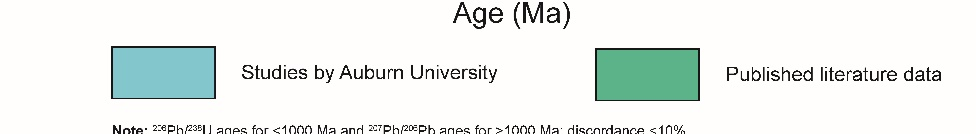 Age (Ma)
Studies by Auburn University
Published literature data
Note: ²⁰⁶Pb/²³⁸U ages for <1000 Ma and ²⁰⁷Pb/²⁰⁶Pb ages for >1000 Ma; discordance <10%